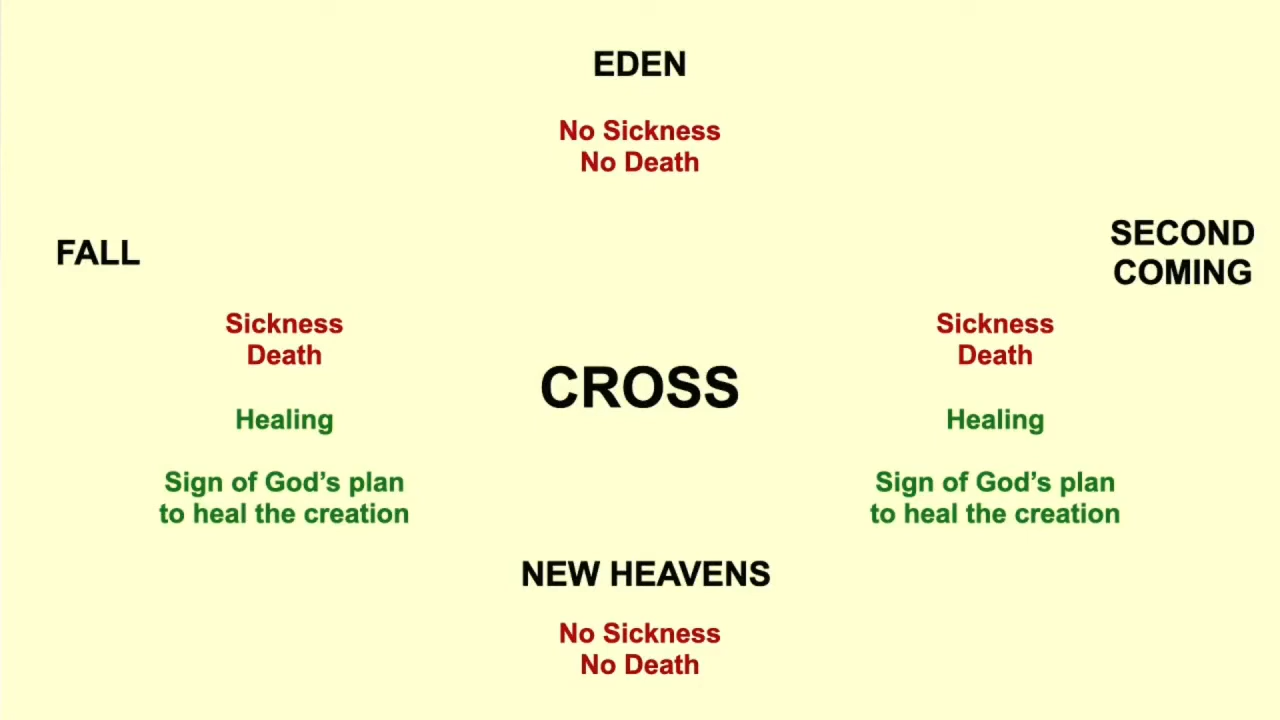 EDEN
No Sickness
No Death
FALL
SECOND
COMING
Sickness
Death
Healing
Sign of God’s plan
to heal the creation
CROSS
Sickness
Death
Healing
Sign of God’s plan
to heal the creation
NEW HEAVENS
No Sickness
No Death